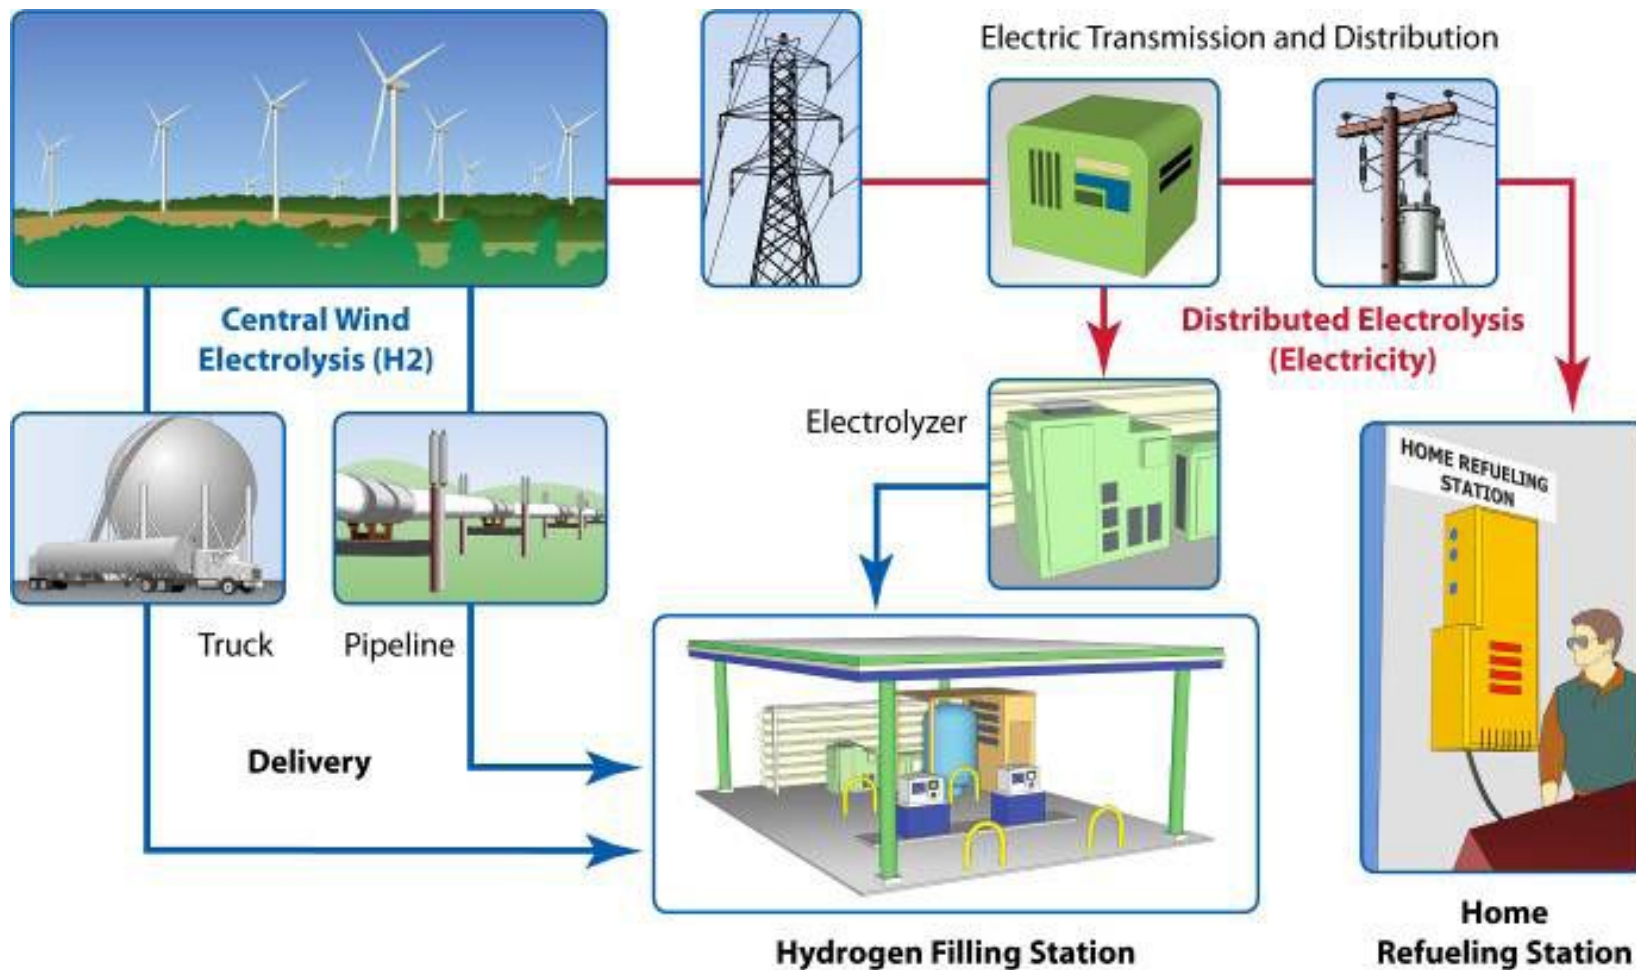 Electric Transmission and Distribution
Central Wind
Electrolysis (H2)
Distributed Electrolysis
(Electricity)
Electrolyzer
HOME REFUELING
STATION
Truck
Pipeline
Delivery
Hydrogen Filling Station
Home
Refueling Station